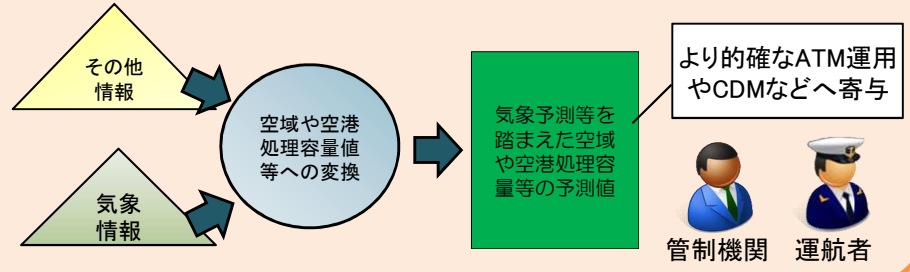 その他
情報
気象
情報
空域や空港
処理容量値
等への変換
気象予測等を
踏まえた空域
や空港処理容
量等の予測値
より的確なATM運用
やCDMなどへ寄与
管制機関
運航者